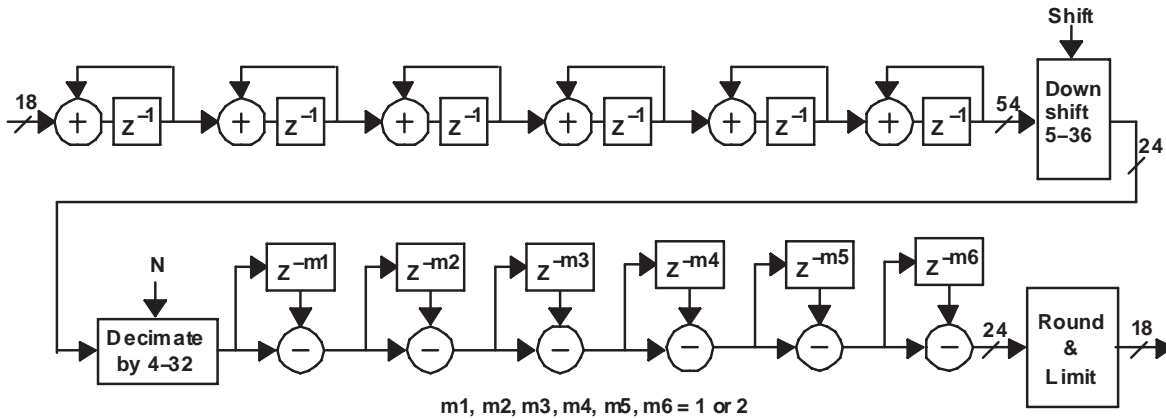 Shift
18
+
z⁻¹
+
z⁻¹
+
z⁻¹
+
z⁻¹
+
z⁻¹
+
z⁻¹
54
Down
shift
5–36
24
N
Decimate
by 4–32
z⁻ᵐ¹
−
z⁻ᵐ²
−
z⁻ᵐ³
−
z⁻ᵐ⁴
−
z⁻ᵐ⁵
−
z⁻ᵐ⁶
−
24
Round
&
Limit
18
m1, m2, m3, m4, m5, m6 = 1 or 2